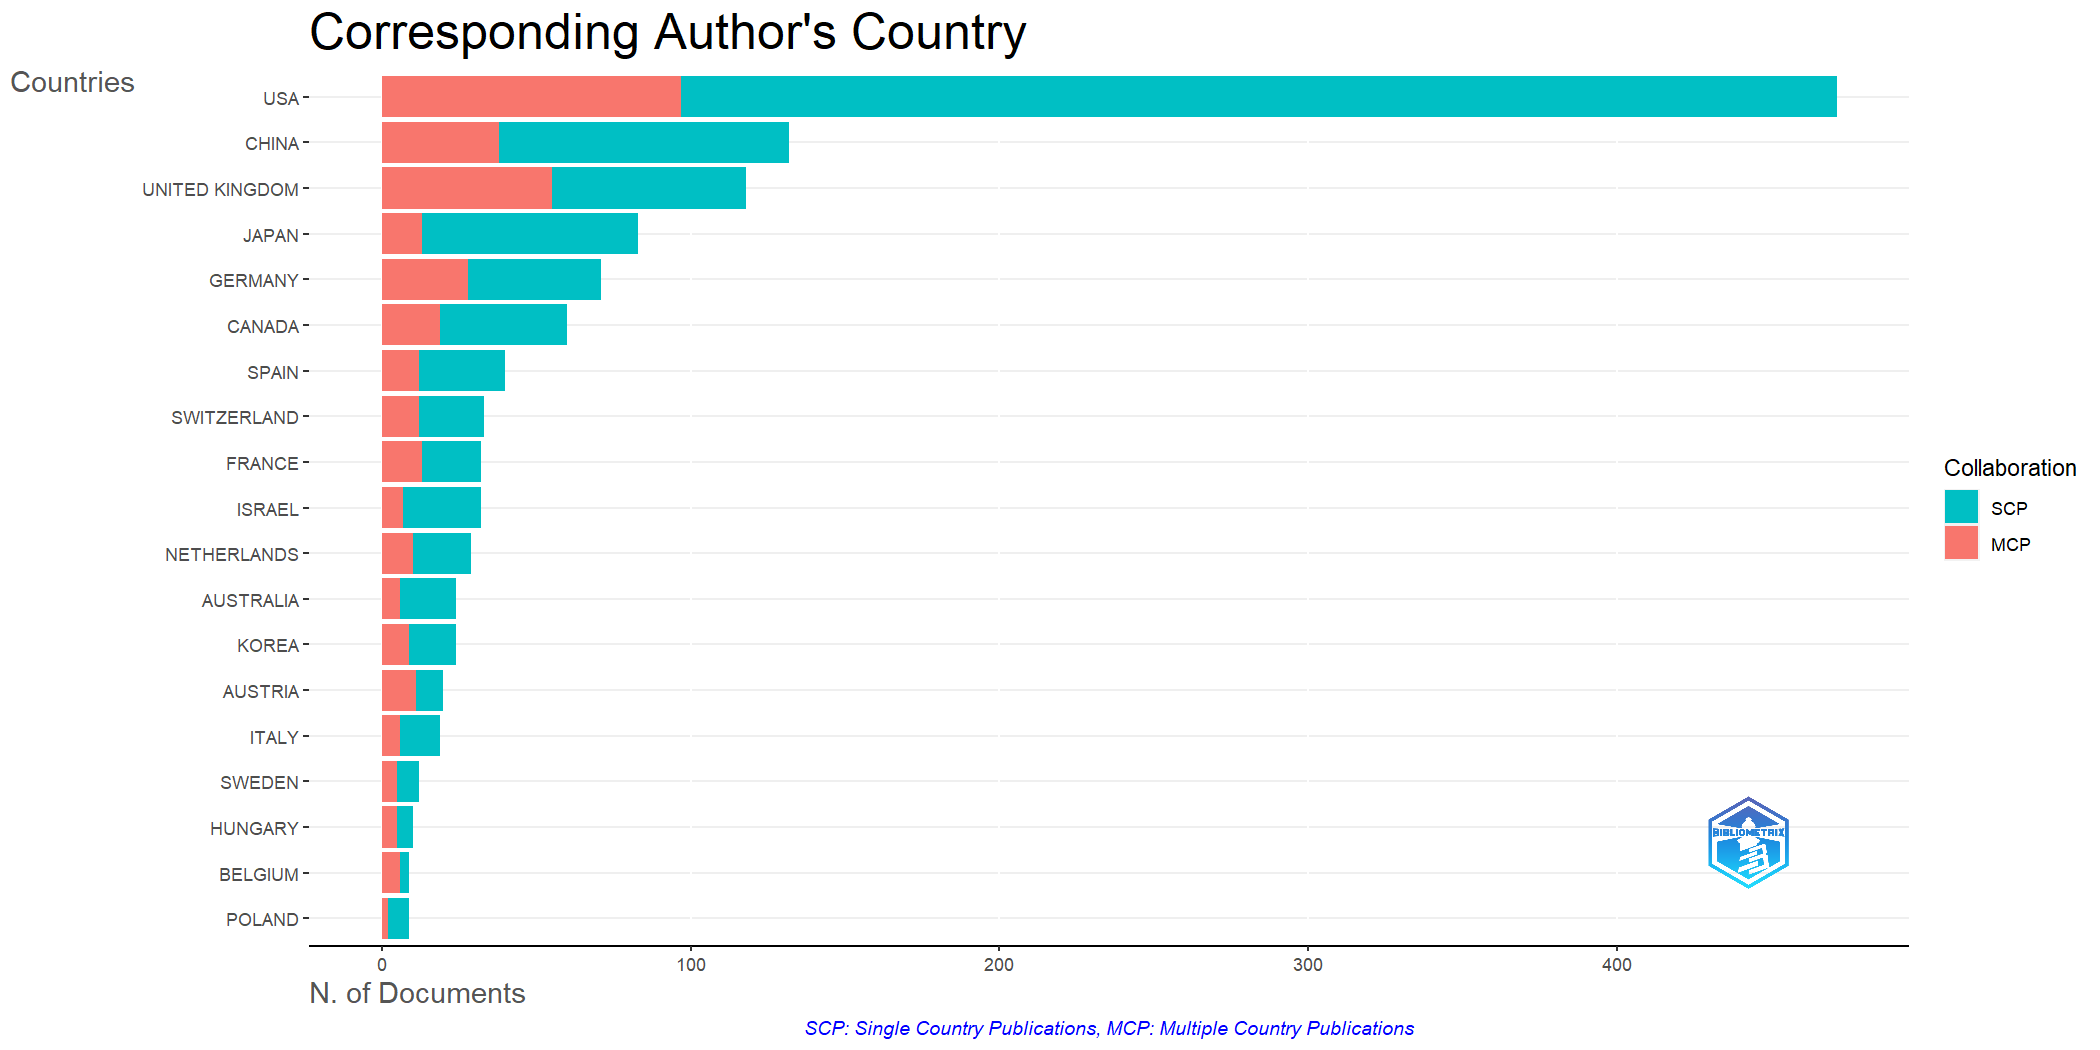 Corresponding Author's Country
Countries
USA
CHINA
UNITED KINGDOM
JAPAN
GERMANY
CANADA
SPAIN
SWITZERLAND
FRANCE
ISRAEL
NETHERLANDS
AUSTRALIA
KOREA
AUSTRIA
ITALY
SWEDEN
HUNGARY
BELGIUM
POLAND
0 100 200 300 400
N. of Documents
Collaboration
SCP
MCP
BIBLIOMETRIX
SCP: Single Country Publications, MCP: Multiple Country Publications